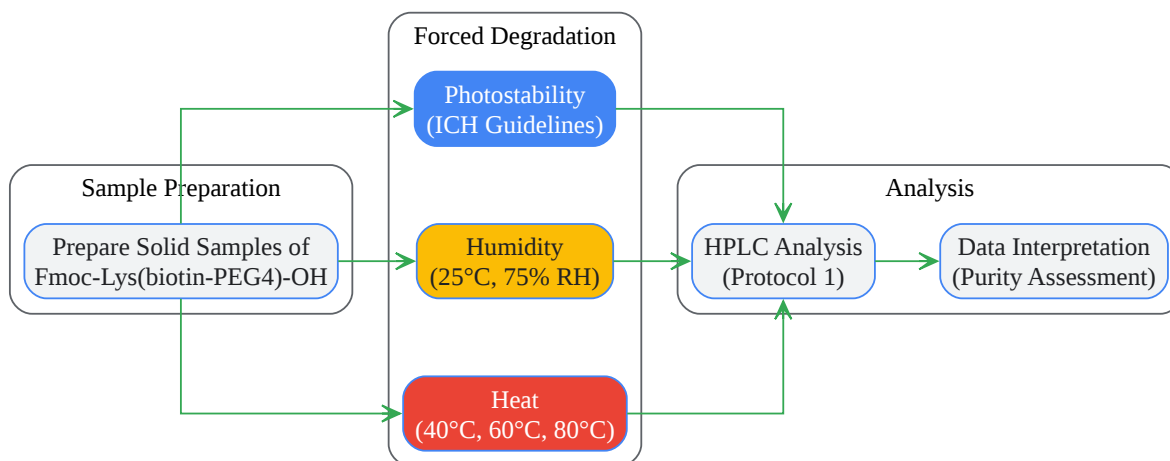 Forced Degradation
Photostability
(ICH Guidelines)
Sample Preparation
Analysis
Prepare Solid Samples of
Fmoc-Lys(biotin-PEG4)-OH
Humidity
(25°C, 75% RH)
HPLC Analysis
(Protocol 1)
Data Interpretation
(Purity Assessment)
Heat
(40°C, 60°C, 80°C)